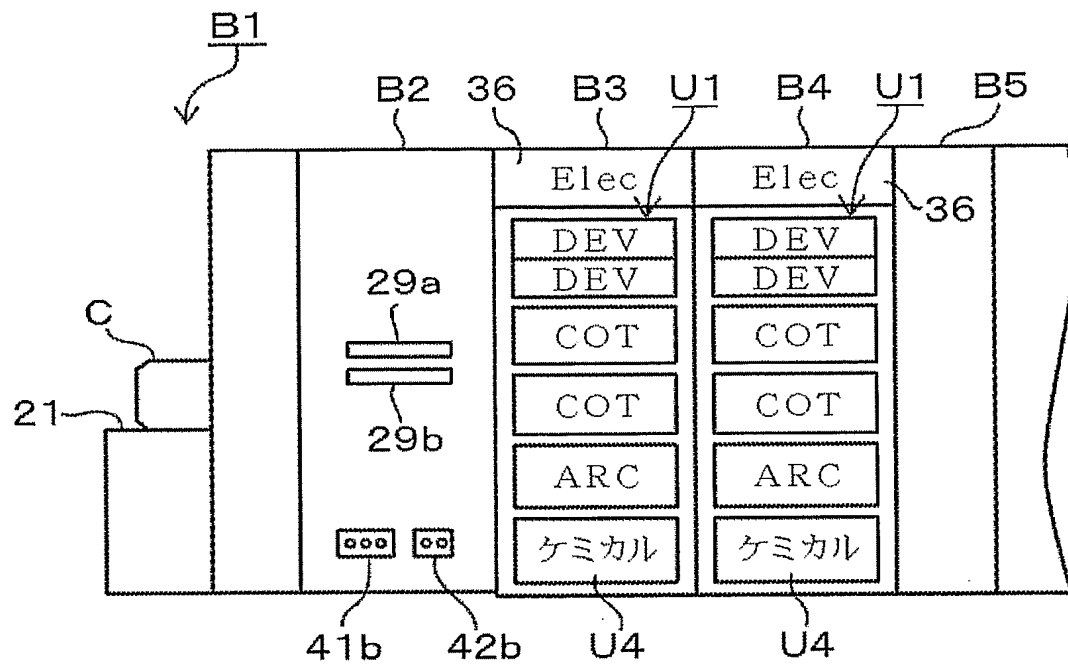 B1
B2 36 B3 U1 B4 U1 B5
Elec Elec
36
DEV DEV
DEV DEV
29a
C
COT COT
21
29b
COT COT
ARC ARC
ケミカル ケミカル
41b 42b U4 U4